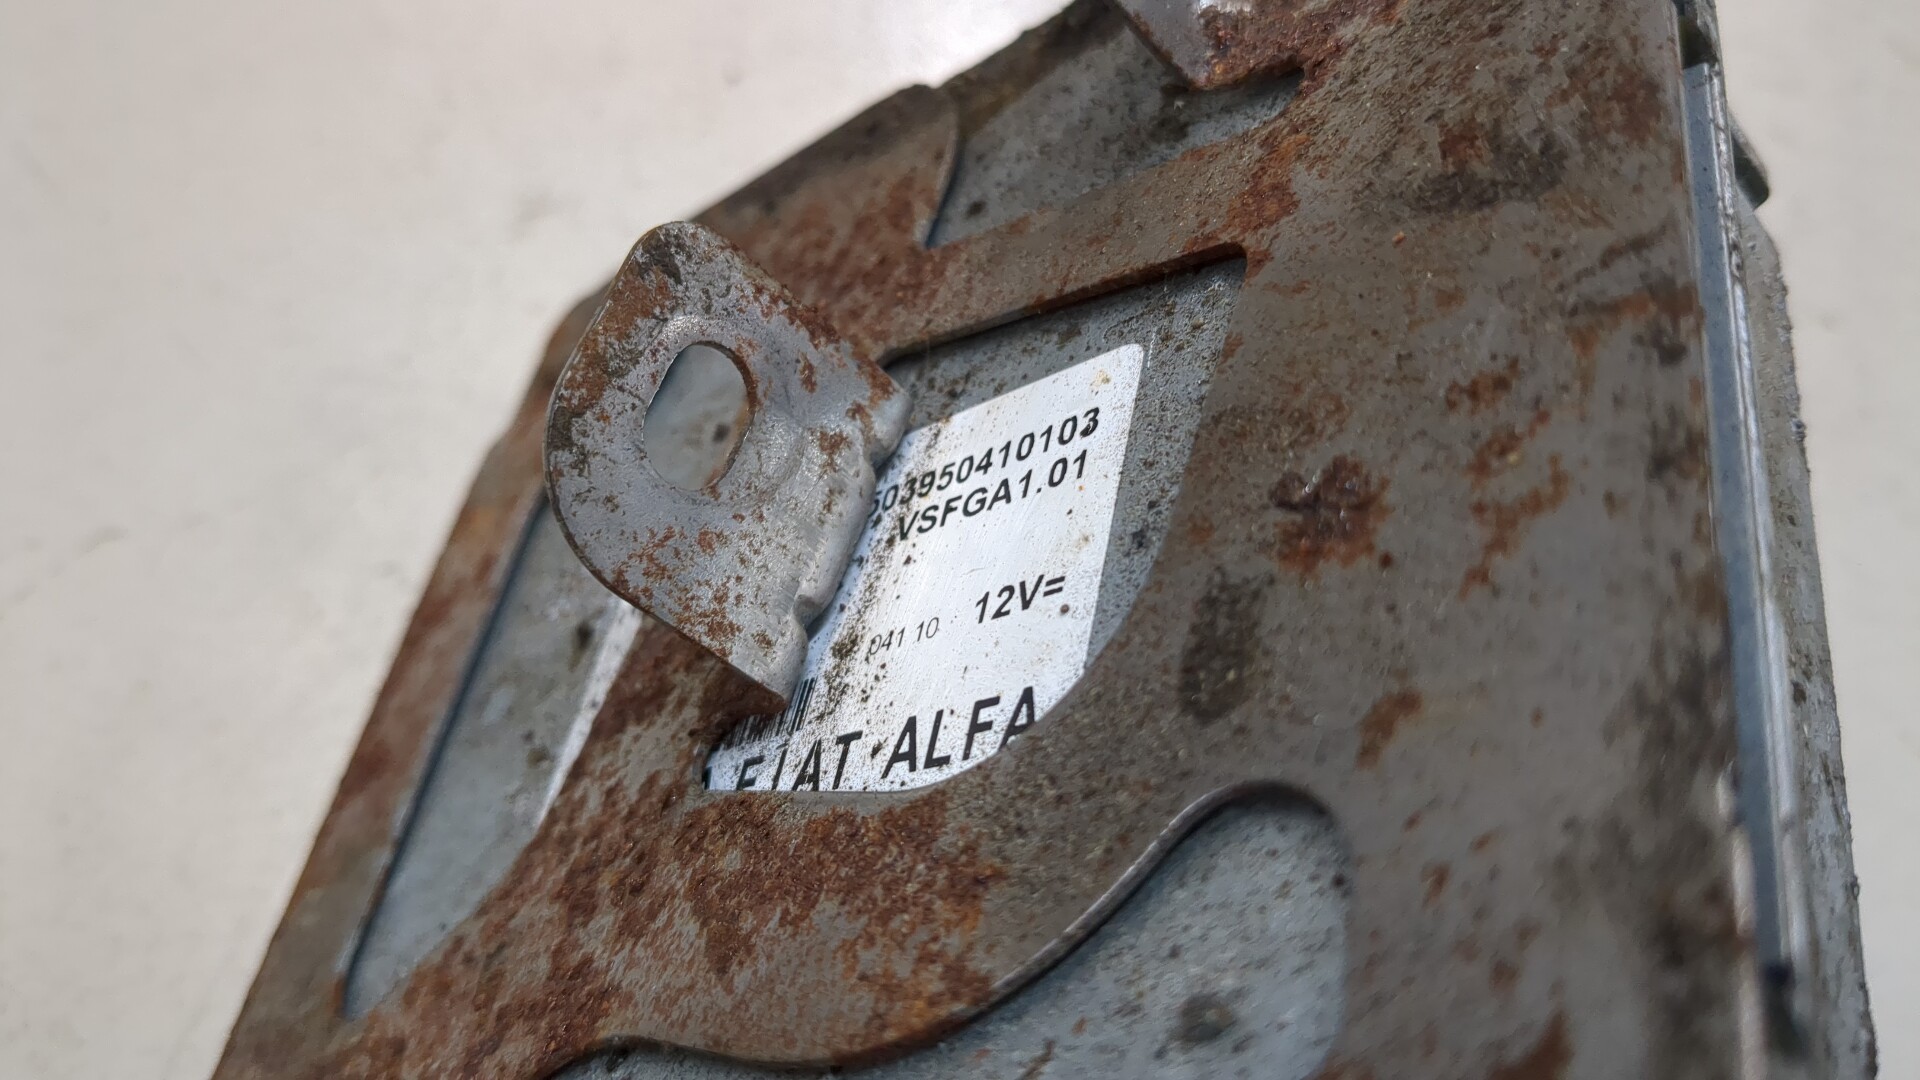 503950410103
VSFGA1.01
041 10 12V=
FIAT ALFA